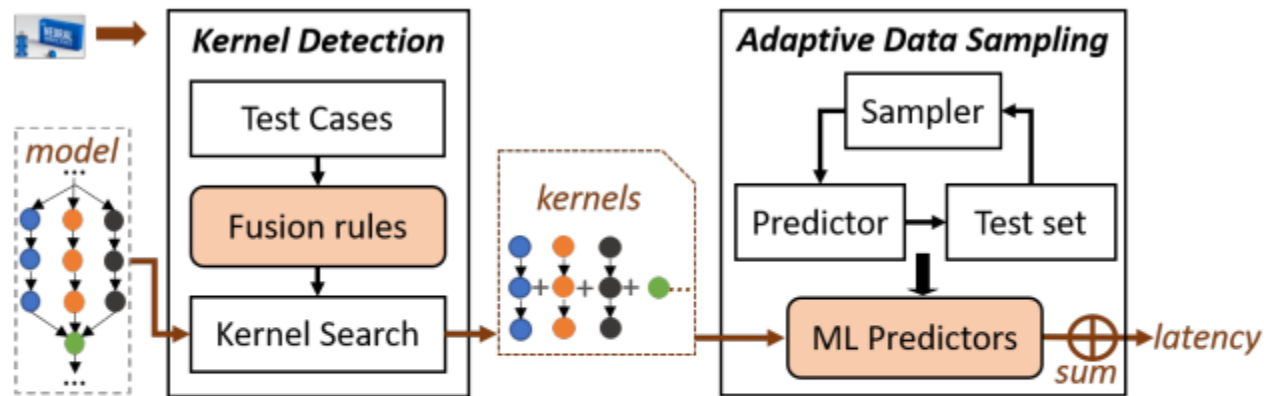 NEURAL
Kernel Detection
Test Cases
Fusion rules
Kernel Search
model
...
...
kernels
+ + +
Adaptive Data Sampling
Sampler
Predictor
Test set
ML Predictors
sum
latency